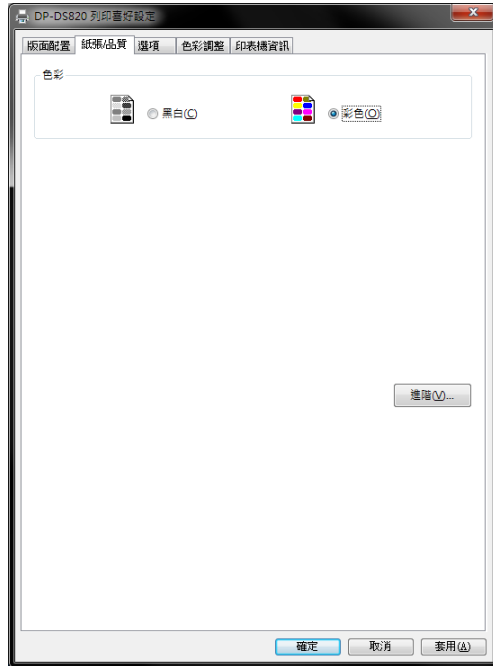 DP-DS820 列印喜好設定
版面配置 紙張/品質 選項 色彩調整 印表機資訊
色彩
黑白(C) 彩色(O)
進階(V)...
確定 取消 套用(A)